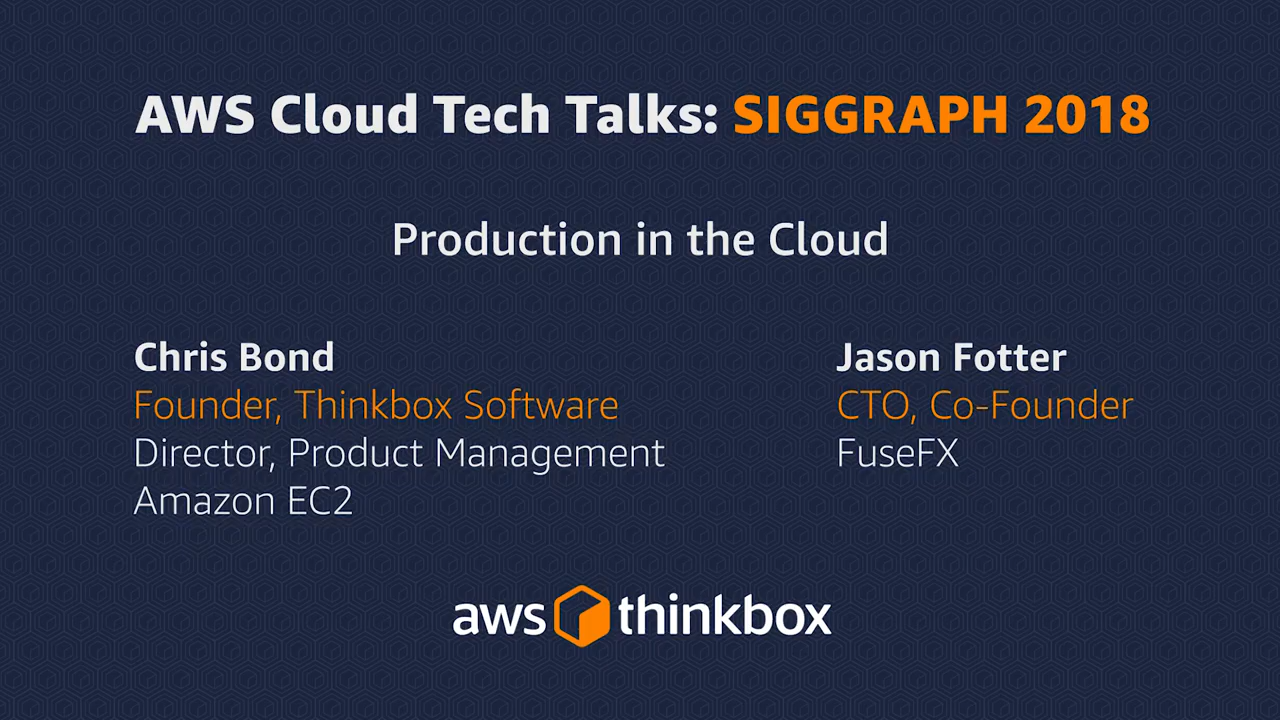 AWS Cloud Tech Talks: SIGGRAPH 2018
Production in the Cloud
Chris Bond
Founder, Thinkbox Software
Director, Product Management
Amazon EC2
Jason Fotter
CTO, Co-Founder
FuseFX
aws thinkbox